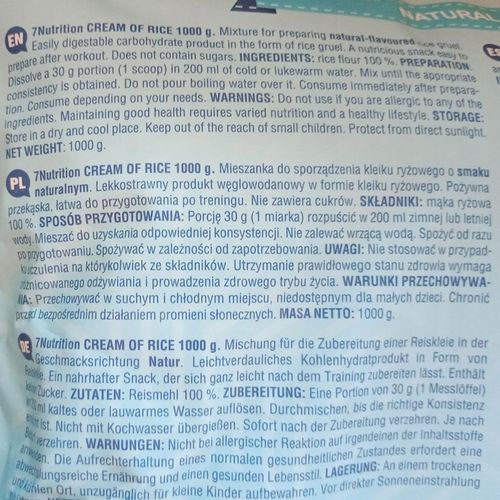 NATURAL
EN 7Nutrition CREAM OF RICE 1000 g. Mixture for preparing natural-flavoured rice gruel.
Easily digestable carbohydrate product in the form of rice gruel. A nutricious snack easy to
prepare after workout. Does not contain sugars. INGREDIENTS: rice flour 100 %. PREPARATION:
Dissolve a 30 g portion (1 scoop) in 200 ml of cold or lukewarm water. Mix until the appropriate
consistency is obtained. Do not pour boiling water over it. Consume immediately after prepara-
tion. Consume depending on your needs. WARNINGS: Do not use if you are allergic to any of the
ingredients. Maintaining good health requires varied nutrition and a healthy lifestyle. STORAGE:
Store in a dry and cool place. Keep out of the reach of small children. Protect from direct sunlight.
NET WEIGHT: 1000 g.
PL 7Nutrition CREAM OF RICE 1000 g. Mieszanka do sporządzenia kleiku ryżowego o smaku
naturalnym. Lekkostrawny produkt węglowodanowy w formie kleiku ryżowego. Pożywna
przekąska, łatwa do przygotowania po treningu. Nie zawiera cukrów. SKŁADNIKI: mąka ryżowa
100 %. SPOSÓB PRZYGOTOWANIA: Porcję 30 g (1 miarka) rozpuścić w 200 ml zimnej lub letniej
wody. Mieszać do uzyskania odpowiedniej konsystencji. Nie zalewać wrzącą wodą. Spożyć od razu
po przygotowaniu. Spożywać w zależności od zapotrzebowania. UWAGI: Nie stosować w przypad-
ku uczulenia na którykolwiek ze składników. Utrzymanie prawidłowego stanu zdrowia wymaga
zróżnicowanego odżywiania i prowadzenia zdrowego trybu życia. WARUNKI PRZECHOWYWA-
NIA: Przechowywać w suchym i chłodnym miejscu, niedostępnym dla małych dzieci. Chronić
przed bezpośrednim działaniem promieni słonecznych. MASA NETTO: 1000 g.
DE 7Nutrition CREAM OF RICE 1000 g. Mischung für die Zubereitung einer Reiskleie in der
Geschmacksrichtung Natur. Leichtverdauliches Kohlenhydratprodukt in Form von
Ein nahrhafter Snack, der sich ganz leicht nach dem Training zubereiten lässt. Enthält
Zucker. ZUTATEN: Reismehl 100 %. ZUBEREITUNG: Eine Portion von 30 g (1 Messlöffel)
ml kaltes oder lauwarmes Wasser auflösen. Durchmischen, bis die richtige Konsistenz
ist. Nicht mit Kochwasser übergießen. Sofort nach der Zubereitung verzehren. Je nach
verzehren. WARNUNGEN: Nicht bei allergischer Reaktion auf irgendeinen der Inhaltsstoffe
Die Aufrechterhaltung eines normalen gesundheitlichen Zustandes erfordert eine
abwechslungsreiche Ernährung und einen gesunden Lebensstil. LAGERUNG: An einem trockenen
und kühlen Ort, unzugänglich für kleine Kinder aufbewahren. Vor direkter Sonneneinstrahlung